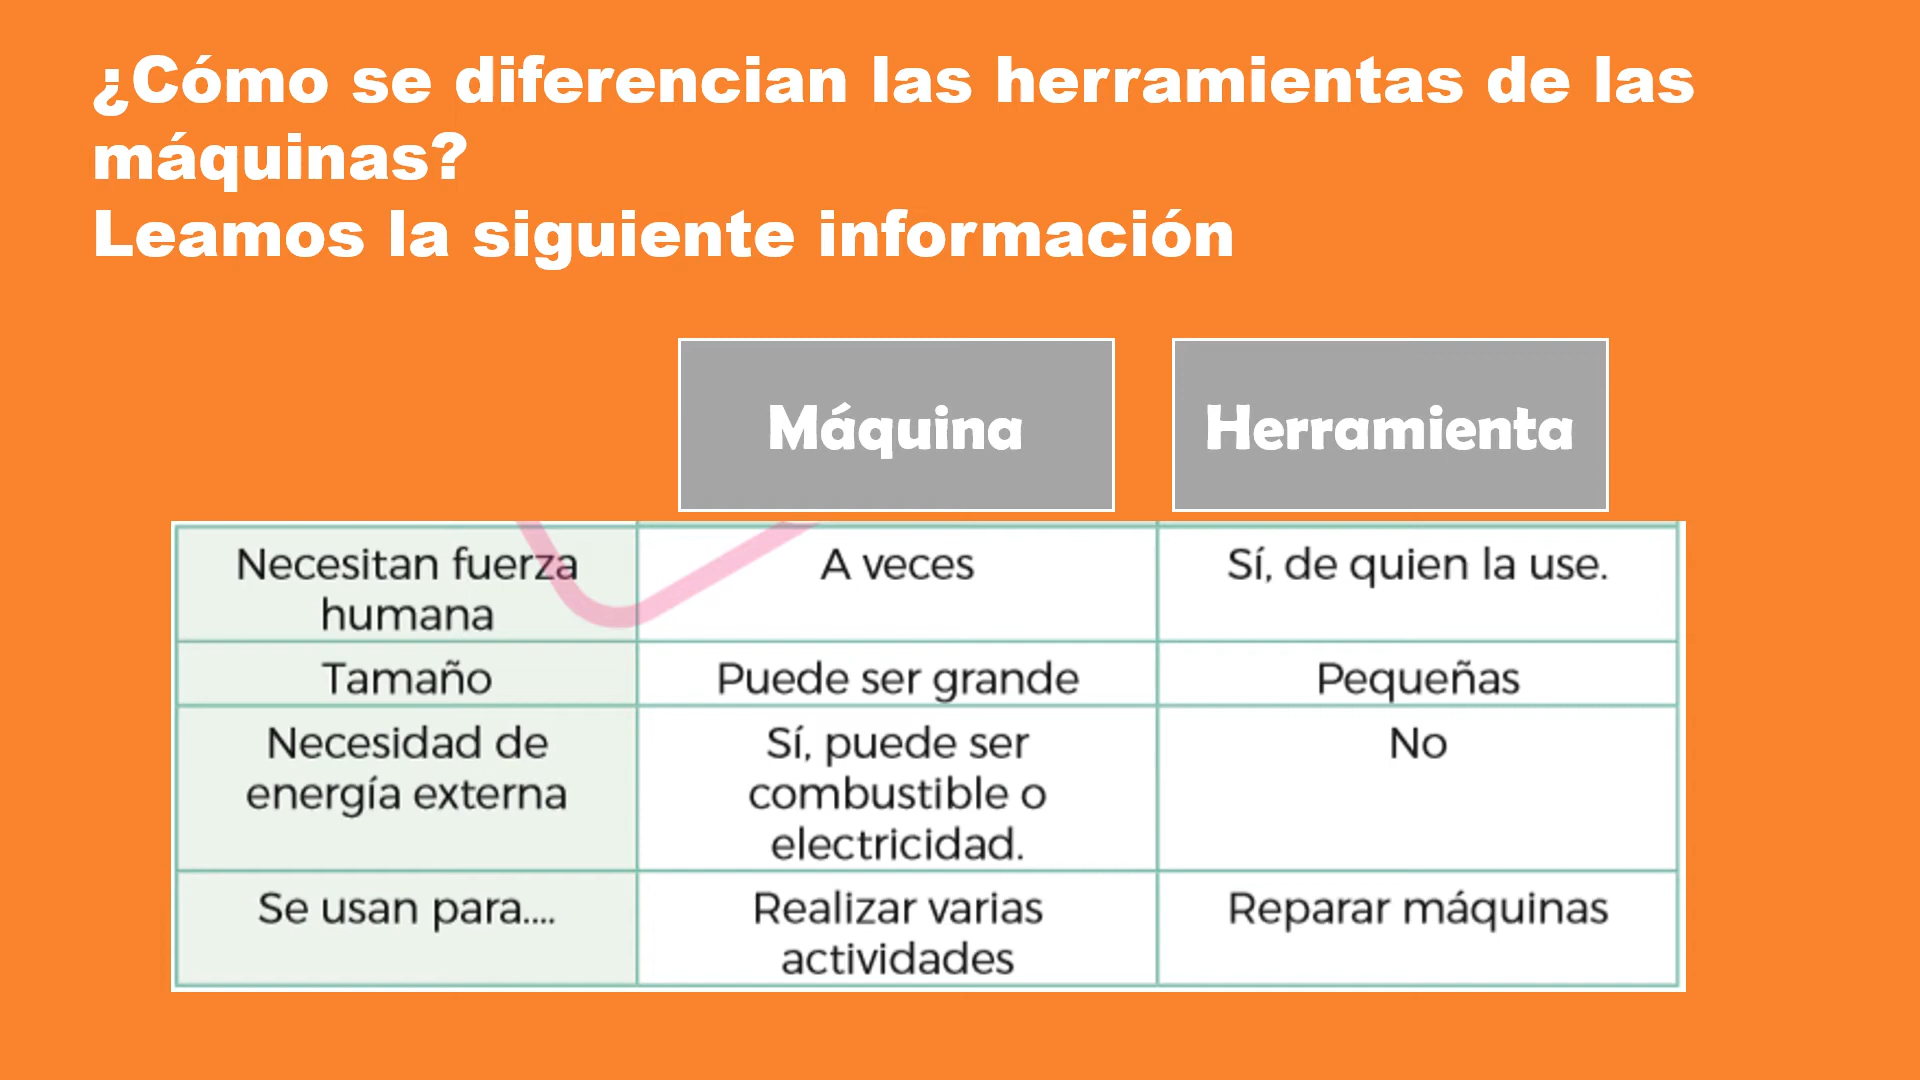 ¿Cómo se diferencian las herramientas de las
máquinas?
Leamos la siguiente información
Máquina
Herramienta
Necesitan fuerza
humana
A veces
Sí, de quien la use.
Tamaño
Puede ser grande
Pequeñas
Necesidad de
energía externa
Sí, puede ser
combustible o
electricidad.
No
Se usan para....
Realizar varias
actividades
Reparar máquinas